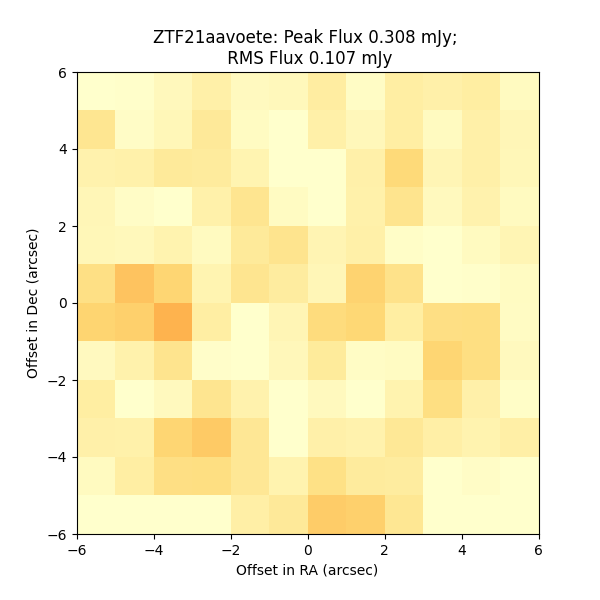 ZTF21aavoete: Peak Flux 0.308 mJy;
RMS Flux 0.107 mJy
6
4
2
0
−2
−4
−6
Offset in Dec (arcsec)
−6 −4 −2 0 2 4 6
Offset in RA (arcsec)